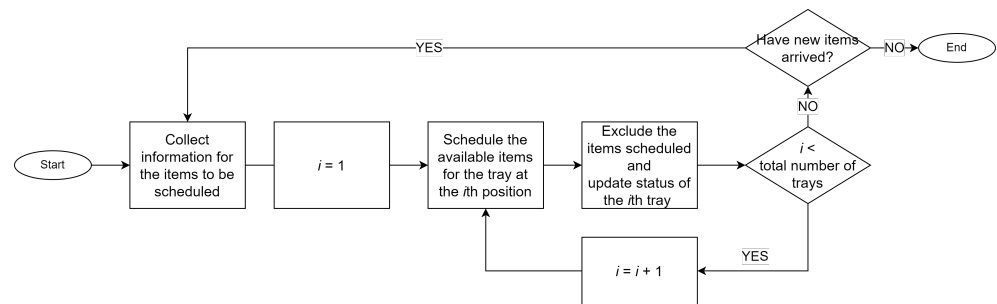 Have new items
arrived?
YES
NO
End
NO
Start
Collect
information for
the items to be
scheduled
i = 1
Schedule the
available items
for the tray at
the ith position
Exclude the
items scheduled
and
update status of
the ith tray
i <
total number of
trays
YES
i = i + 1